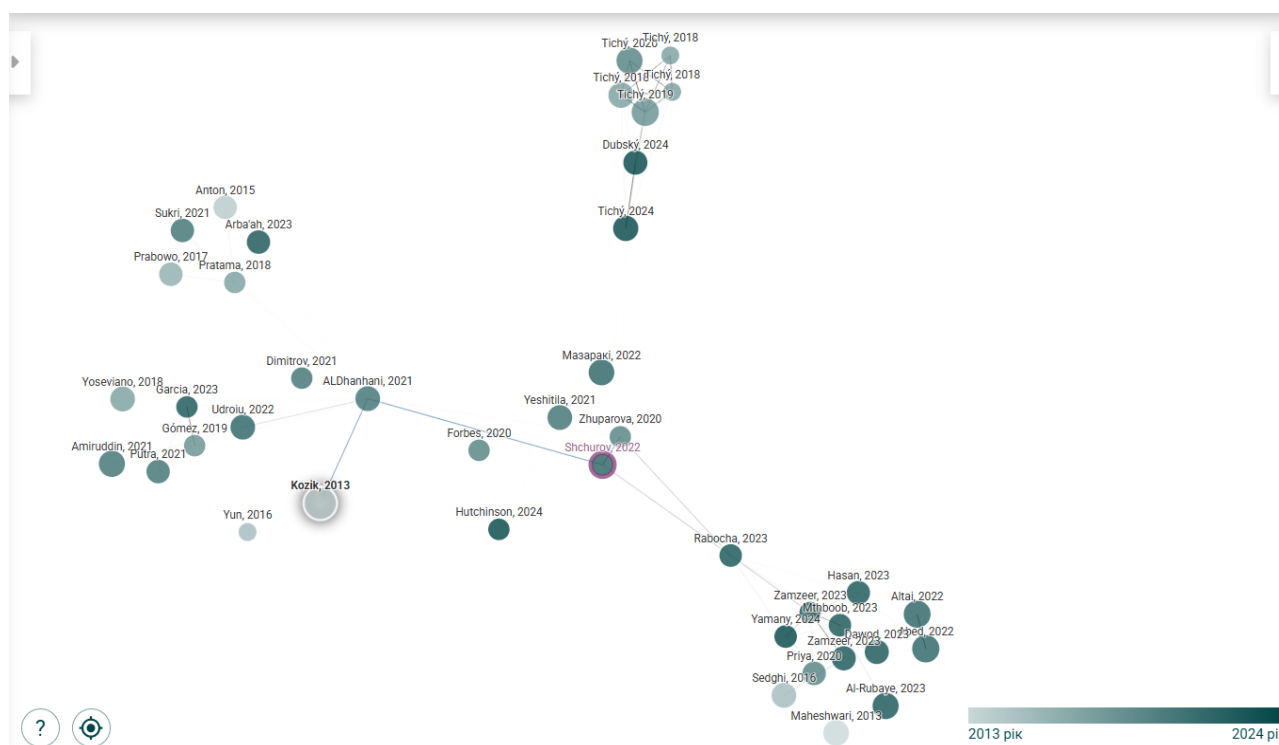 Tichý, 2018
Tichý, 2020
Tichý, 2018
Tichý, 2018
Tichý, 2019
Dubský, 2024
Anton, 2015
Sukri, 2021
Tichý, 2024
Arba'ah, 2023
Prabowo, 2017
Pratama, 2018
Мазаракі, 2022
Dimitrov, 2021
ALDhanhani, 2021
Yoseviano, 2018
Garcia, 2023
Yeshitila, 2021
Udroiu, 2022
Zhuparova, 2020
Gómez, 2019
Forbes, 2020
Amiruddin, 2021
Shchurov, 2022
Putra, 2021
Kozik, 2013
Yun, 2016
Hutchinson, 2024
Rabocha, 2023
Hasan, 2023
Zamzeer, 2023
Altai, 2022
Mthboob, 2023
Yamany, 2024
Dawod, 2023
Abed, 2022
Zamzeer, 2023
Priya, 2020
Sedghi, 2016
Al-Rubaye, 2023
Maheshwari, 2013
?
2013 рік
2024 рі